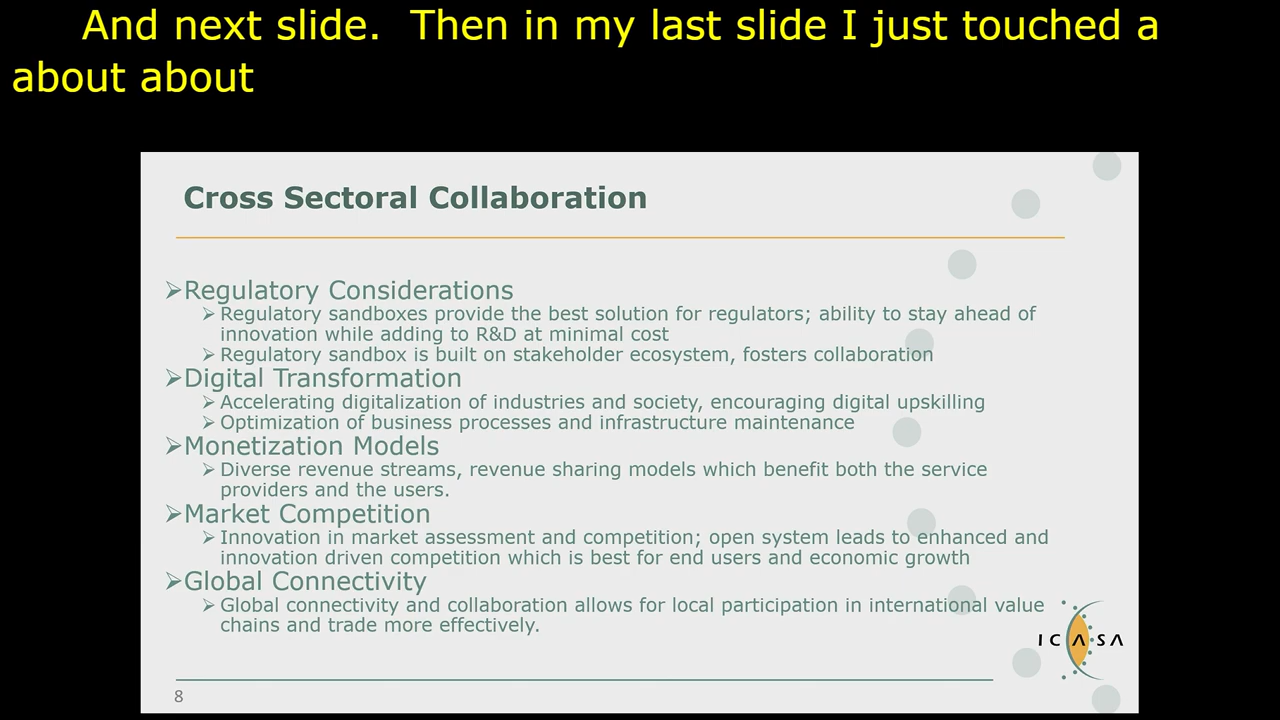 And next slide.  Then in my last slide I just touched a
about about
Cross Sectoral Collaboration
➢Regulatory Considerations
➢Regulatory sandboxes provide the best solution for regulators; ability to stay ahead of
innovation while adding to R&D at minimal cost
➢Regulatory sandbox is built on stakeholder ecosystem, fosters collaboration
➢Digital Transformation
➢Accelerating digitalization of industries and society, encouraging digital upskilling
➢Optimization of business processes and infrastructure maintenance
➢Monetization Models
➢Diverse revenue streams, revenue sharing models which benefit both the service
providers and the users.
➢Market Competition
➢Innovation in market assessment and competition; open system leads to enhanced and
innovation driven competition which is best for end users and economic growth
➢Global Connectivity
➢Global connectivity and collaboration allows for local participation in international value
chains and trade more effectively.
ICASA
8